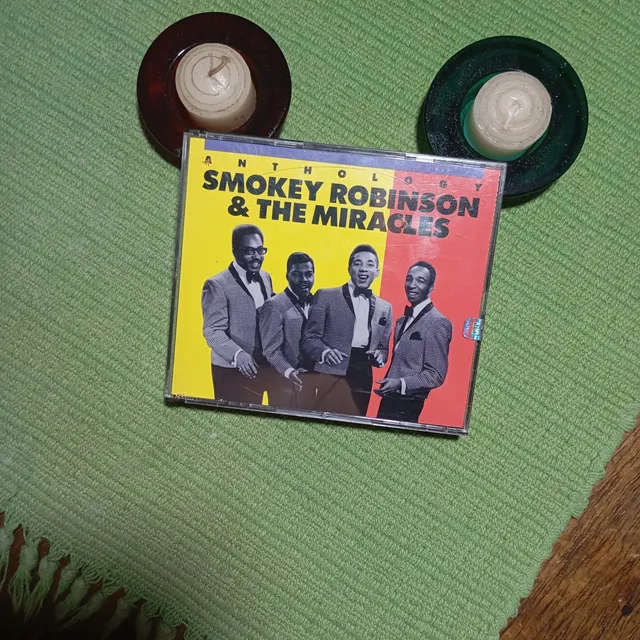 ANTHOLOGY
SMOKEY ROBINSON
& THE MIRACLES